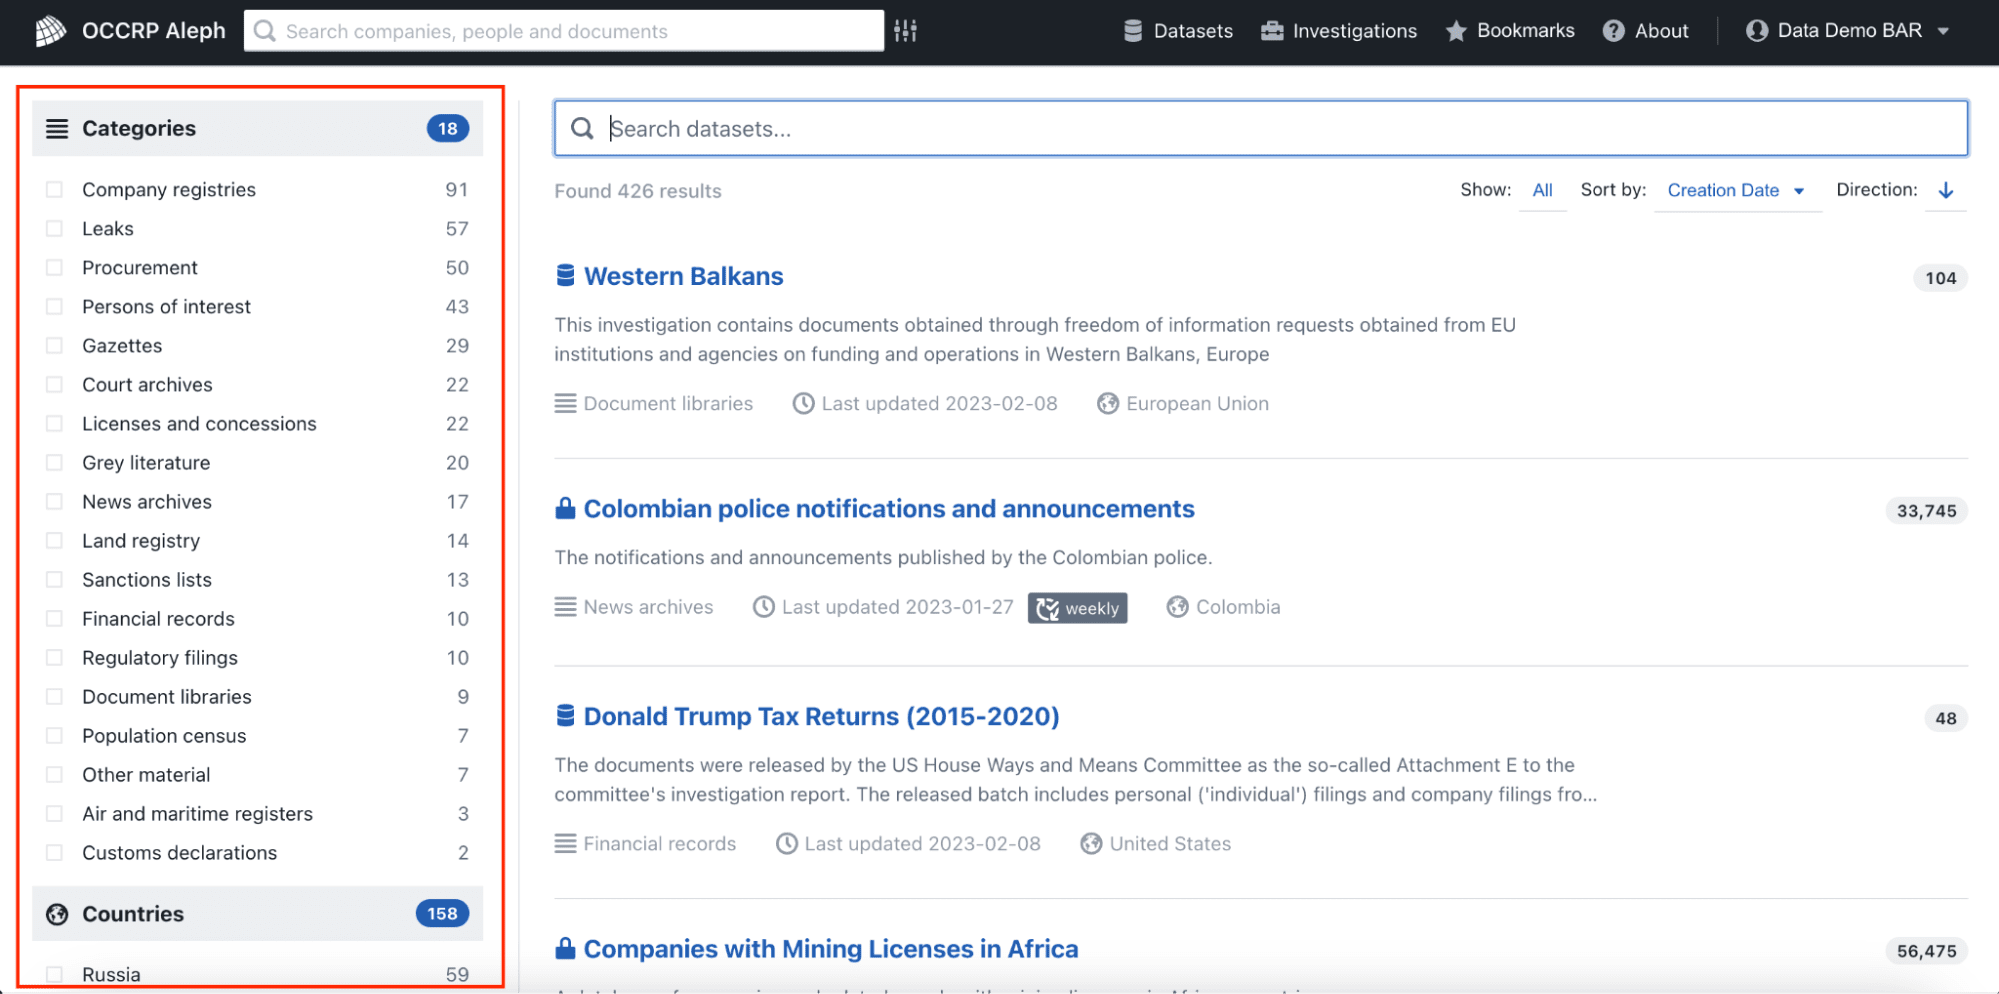 OCCRP Aleph
Search companies, people and documents
Datasets
Investigations
Bookmarks
About
Data Demo BAR
Categories 18
Company registries 91
Leaks 57
Procurement 50
Persons of interest 43
Gazettes 29
Court archives 22
Licenses and concessions 22
Grey literature 20
News archives 17
Land registry 14
Sanctions lists 13
Financial records 10
Regulatory filings 10
Document libraries 9
Population census 7
Other material 7
Air and maritime registers 3
Customs declarations 2
Countries 158
Russia 59
Search datasets...
Found 426 results
Show: All Sort by: Creation Date Direction:
Western Balkans 104
This investigation contains documents obtained through freedom of information requests obtained from EU
institutions and agencies on funding and operations in Western Balkans, Europe
Document libraries Last updated 2023-02-08 European Union
Colombian police notifications and announcements 33,745
The notifications and announcements published by the Colombian police.
News archives Last updated 2023-01-27 weekly Colombia
Donald Trump Tax Returns (2015-2020) 48
The documents were released by the US House Ways and Means Committee as the so-called Attachment E to the
committee's investigation report. The released batch includes personal ('individual') filings and company filings fro...
Financial records Last updated 2023-02-08 United States
Companies with Mining Licenses in Africa 56,475